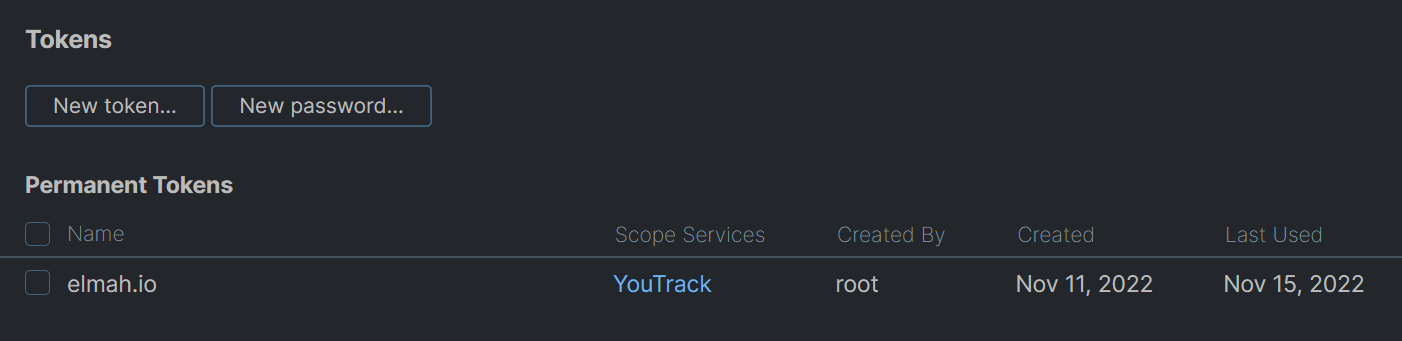 Tokens
New token... New password...
Permanent Tokens
Name Scope Services Created By Created Last Used
elmah.io YouTrack root Nov 11, 2022 Nov 15, 2022